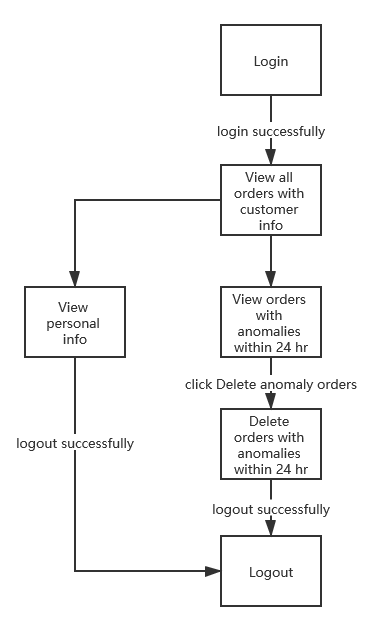 Login
login successfully
View all
orders with
customer
info
View
personal
info
View orders
with
anomalies
within 24 hr
click Delete anomaly orders
Delete
orders with
anomalies
within 24 hr
logout successfully
logout successfully
Logout